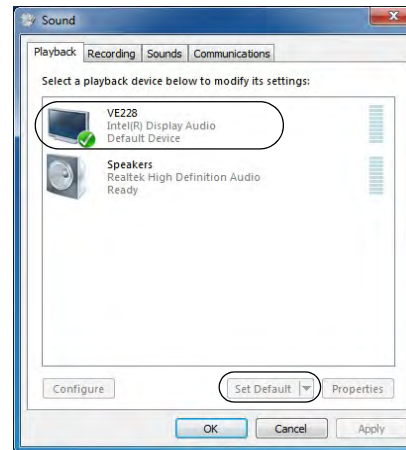 Sound
Playback Recording Sounds Communications
Select a playback device below to modify its settings:
VE228
Intel(R) Display Audio
Default Device
Speakers
Realtek High Definition Audio
Ready
Configure Set Default Properties
OK Cancel Apply